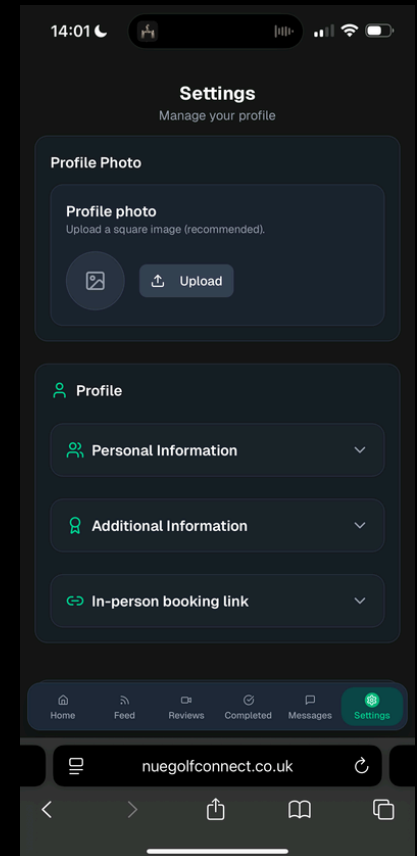 14:01
Settings
Manage your profile
Profile Photo
Profile photo
Upload a square image (recommended).
Upload
Profile
Personal Information
Additional Information
In-person booking link
Home Feed Reviews Completed Messages Settings
nuegolfconnect.co.uk